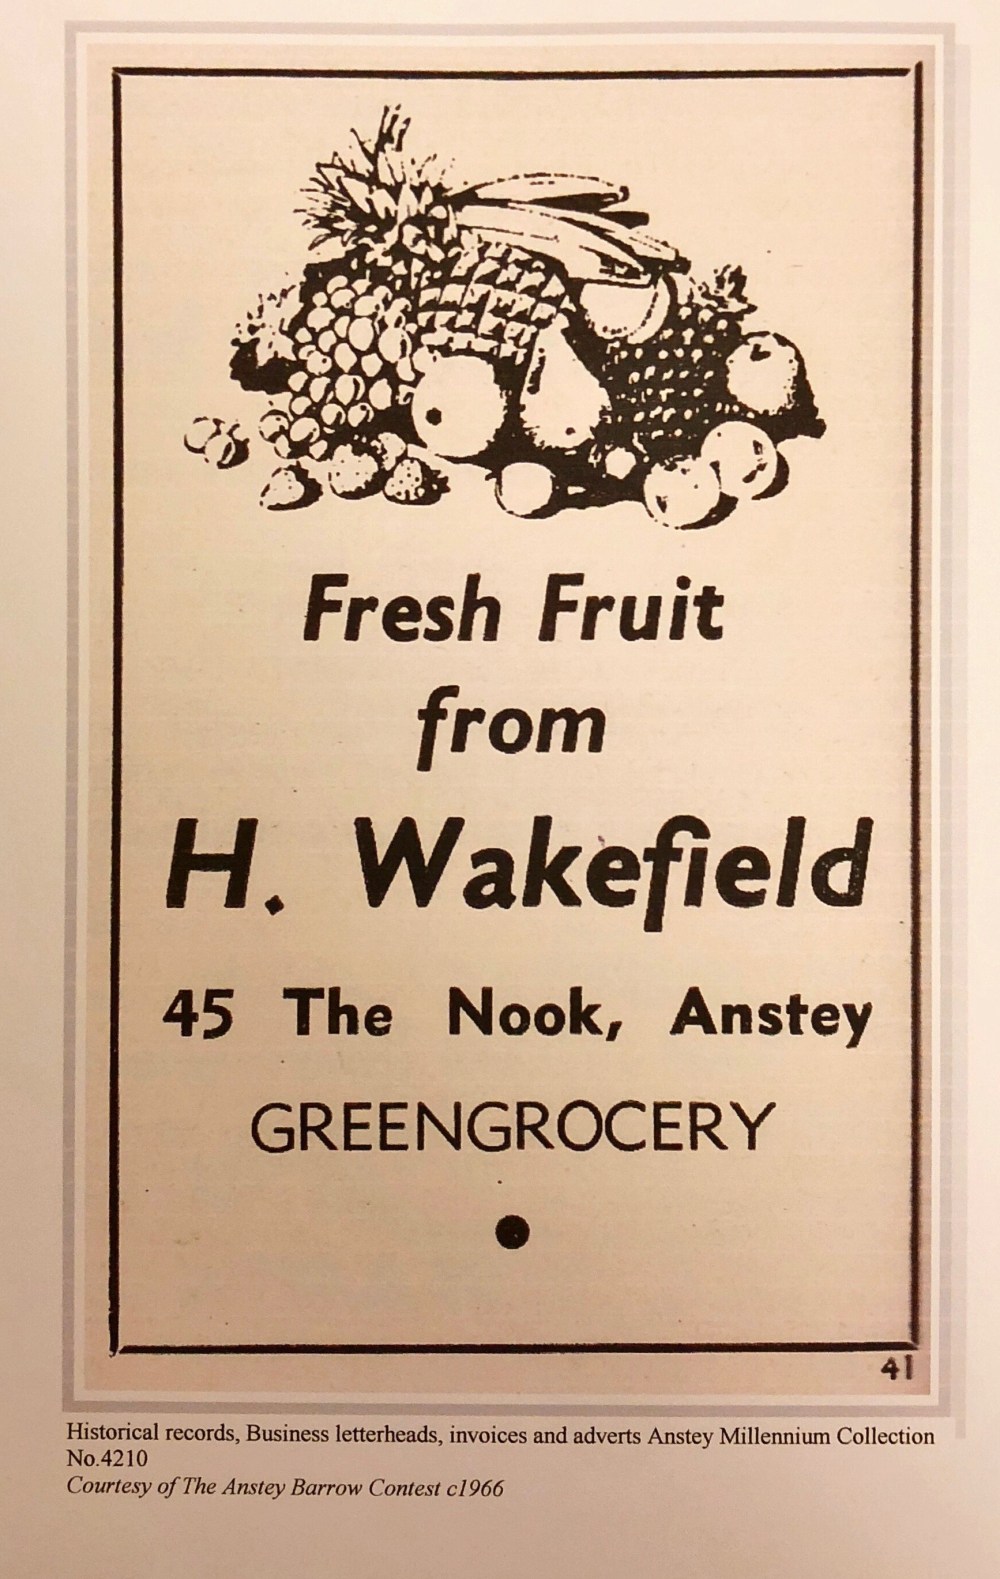 Fresh Fruit
from
H. Wakefield
45 The Nook, Anstey
GREENGROCERY
41
Historical records, Business letterheads, invoices and adverts Anstey Millennium Collection
No.4210
Courtesy of The Anstey Barrow Contest c1966